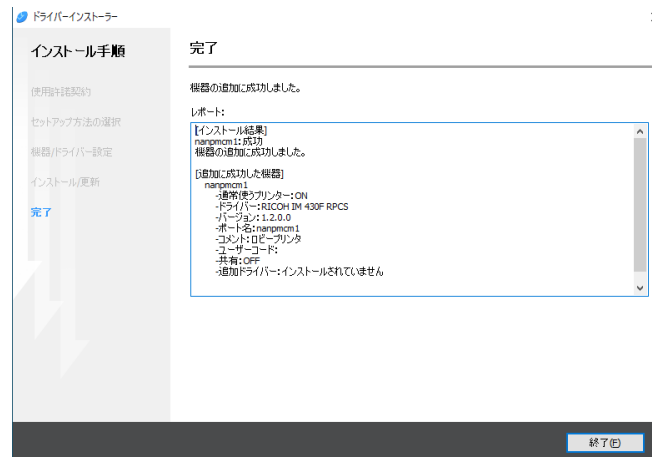 ドライバーインストーラー
インストール手順
使用許諾契約
セットアップ方法の選択
機器/ドライバー設定
インストール/更新
完了
完了
機器の追加に成功しました。
レポート:
[インストール結果]
nanpmcm1: 成功
機器の追加に成功しました。
[追加に成功した機器]
nanpmcm1
-通常使うプリンター: ON
-ドライバー: RICOH IM 430F RPCS
-バージョン: 1.2.0.0
-ポート名: nanpmcm1
-コメント: ロビープリンタ
-ユーザーコード:
-共有: OFF
-追加ドライバー: インストールされていません
終了(F)